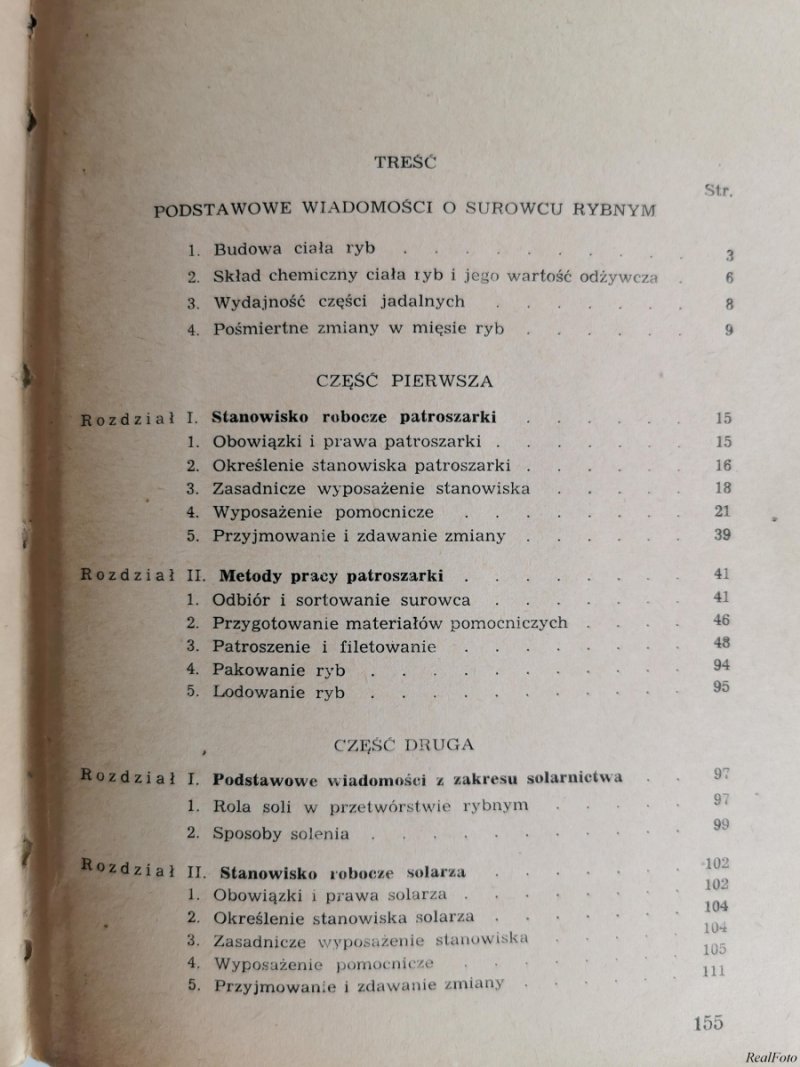 TREŚĆ
Str.
PODSTAWOWE WIADOMOŚCI O SUROWCU RYBNYM
1. Budowa ciała ryb . . . . . . . . . 3
2. Skład chemiczny ciała ryb i jego wartość odżywcza . 6
3. Wydajność części jadalnych . . . . . . . 8
4. Pośmiertne zmiany w mięsie ryb . . . . . . 9
CZĘŚĆ PIERWSZA
Rozdział I. Stanowisko robocze patroszarki . . . . . . 15
1. Obowiązki i prawa patroszarki . . . . . . . 15
2. Określenie stanowiska patroszarki . . . . . . 16
3. Zasadnicze wyposażenie stanowiska . . . . . 18
4. Wyposażenie pomocnicze . . . . . . . . 21
5. Przyjmowanie i zdawanie zmiany . . . . . . 39
Rozdział II. Metody pracy patroszarki . . . . . . . . 41
1. Odbiór i sortowanie surowca . . . . . . . 41
2. Przygotowanie materiałów pomocniczych . . . . 46
3. Patroszenie i filetowanie . . . . . . . . 48
4. Pakowanie ryb . . . . . . . . . . . 94
5. Lodowanie ryb . . . . . . . . . . . 95
CZĘŚĆ DRUGA
Rozdział I. Podstawowe wiadomości z zakresu solarnictwa . . 97
1. Rola soli w przetwórstwie rybnym . . . . . 97
2. Sposoby solenia . . . . . . . . . . . 99
Rozdział II. Stanowisko robocze solarza . . . . . . . 102
1. Obowiązki i prawa solarza . . . . . . . . 102
2. Określenie stanowiska solarza . . . . . . . 104
3. Zasadnicze wyposażenie stanowiska . . . . . 104
4. Wyposażenie pomocnicze . . . . . . . . 105
5. Przyjmowanie i zdawanie zmiany . . . . . . 111
155
RealFoto